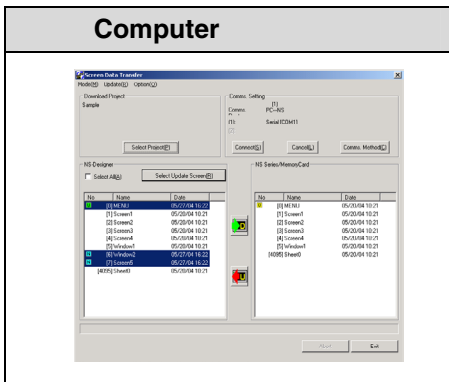 Computer
Screen Data Transfer
Mode(M) Update(R) Option(O)
Download Project
Sample
Select Project(P)
Comms. Setting
[1]
Comms. PC--NS
(1): Serial [COM1]
Connect(S) Cancel(L) Comms. Method(C)
NS-Designer
Select All(A) Select Update Screen(R)
No Name Date
U [0] MENU 05/27/04 16:22
[1] Screen1 05/20/04 10:21
[2] Screen2 05/20/04 10:21
[3] Screen3 05/20/04 10:21
[4] Screen4 05/20/04 10:21
[5] Window1 05/20/04 10:21
N [6] Window2 05/27/04 16:22
N [7] Screen5 05/27/04 16:22
[4095] Sheet0 05/20/04 10:21
D
U
NS Series/MemoryCard
No Name Date
U [0] MENU 05/20/04 10:21
[1] Screen1 05/20/04 10:21
[2] Screen2 05/20/04 10:21
[3] Screen3 05/20/04 10:21
[4] Screen4 05/20/04 10:21
[5] Window1 05/20/04 10:21
[4095] Sheet0 05/20/04 10:21
Exit